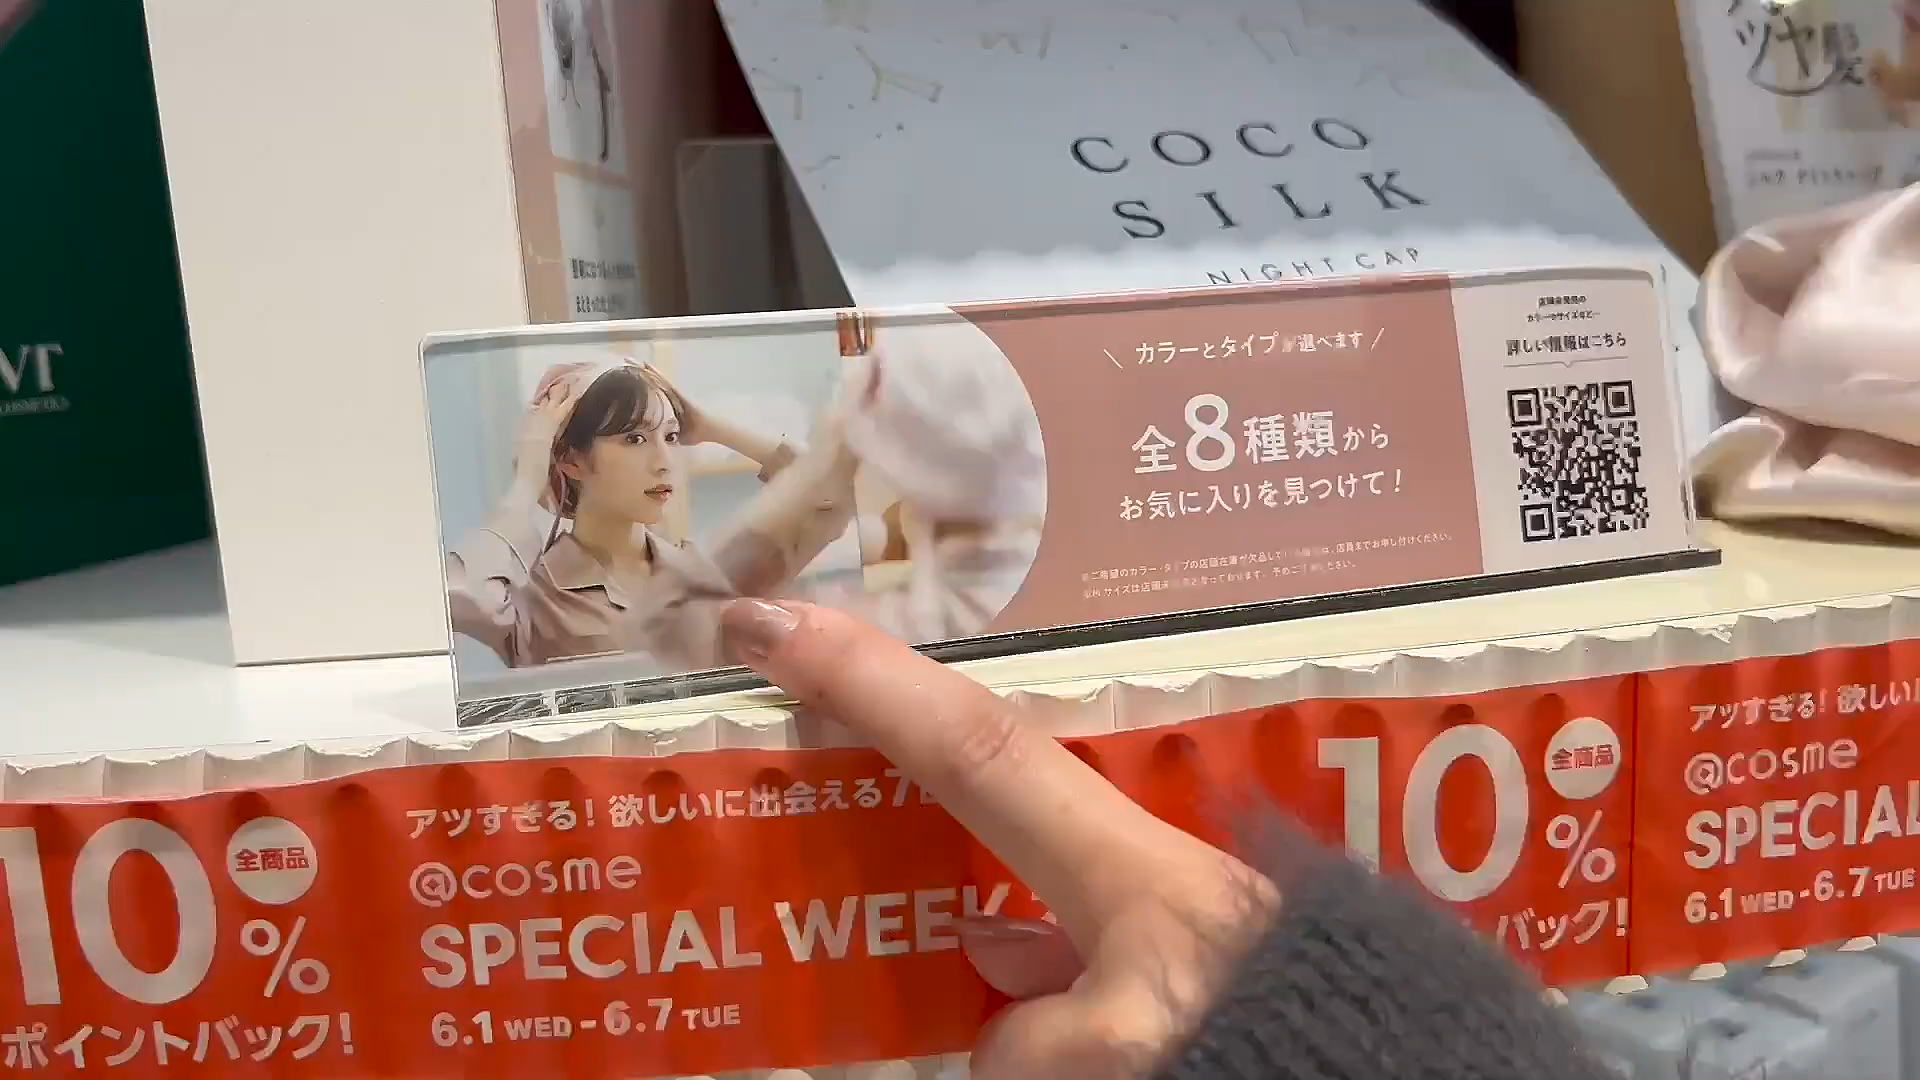 ツヤ髪。
COCO
SILK
NIGHT CAP
VT
COSMETICS
カラーとタイプが選べます
全8種類から
お気に入りを見つけて！
詳しい情報はこちら
10%
全商品
ポイントバック！
アツすぎる！欲しいに出会える7
@cosme
SPECIAL WEEK
6.1 WED - 6.7 TUE
10%
全商品
バック！
アツすぎる！欲しい
@cosme
SPECIAL
6.1 WED - 6.7 TUE